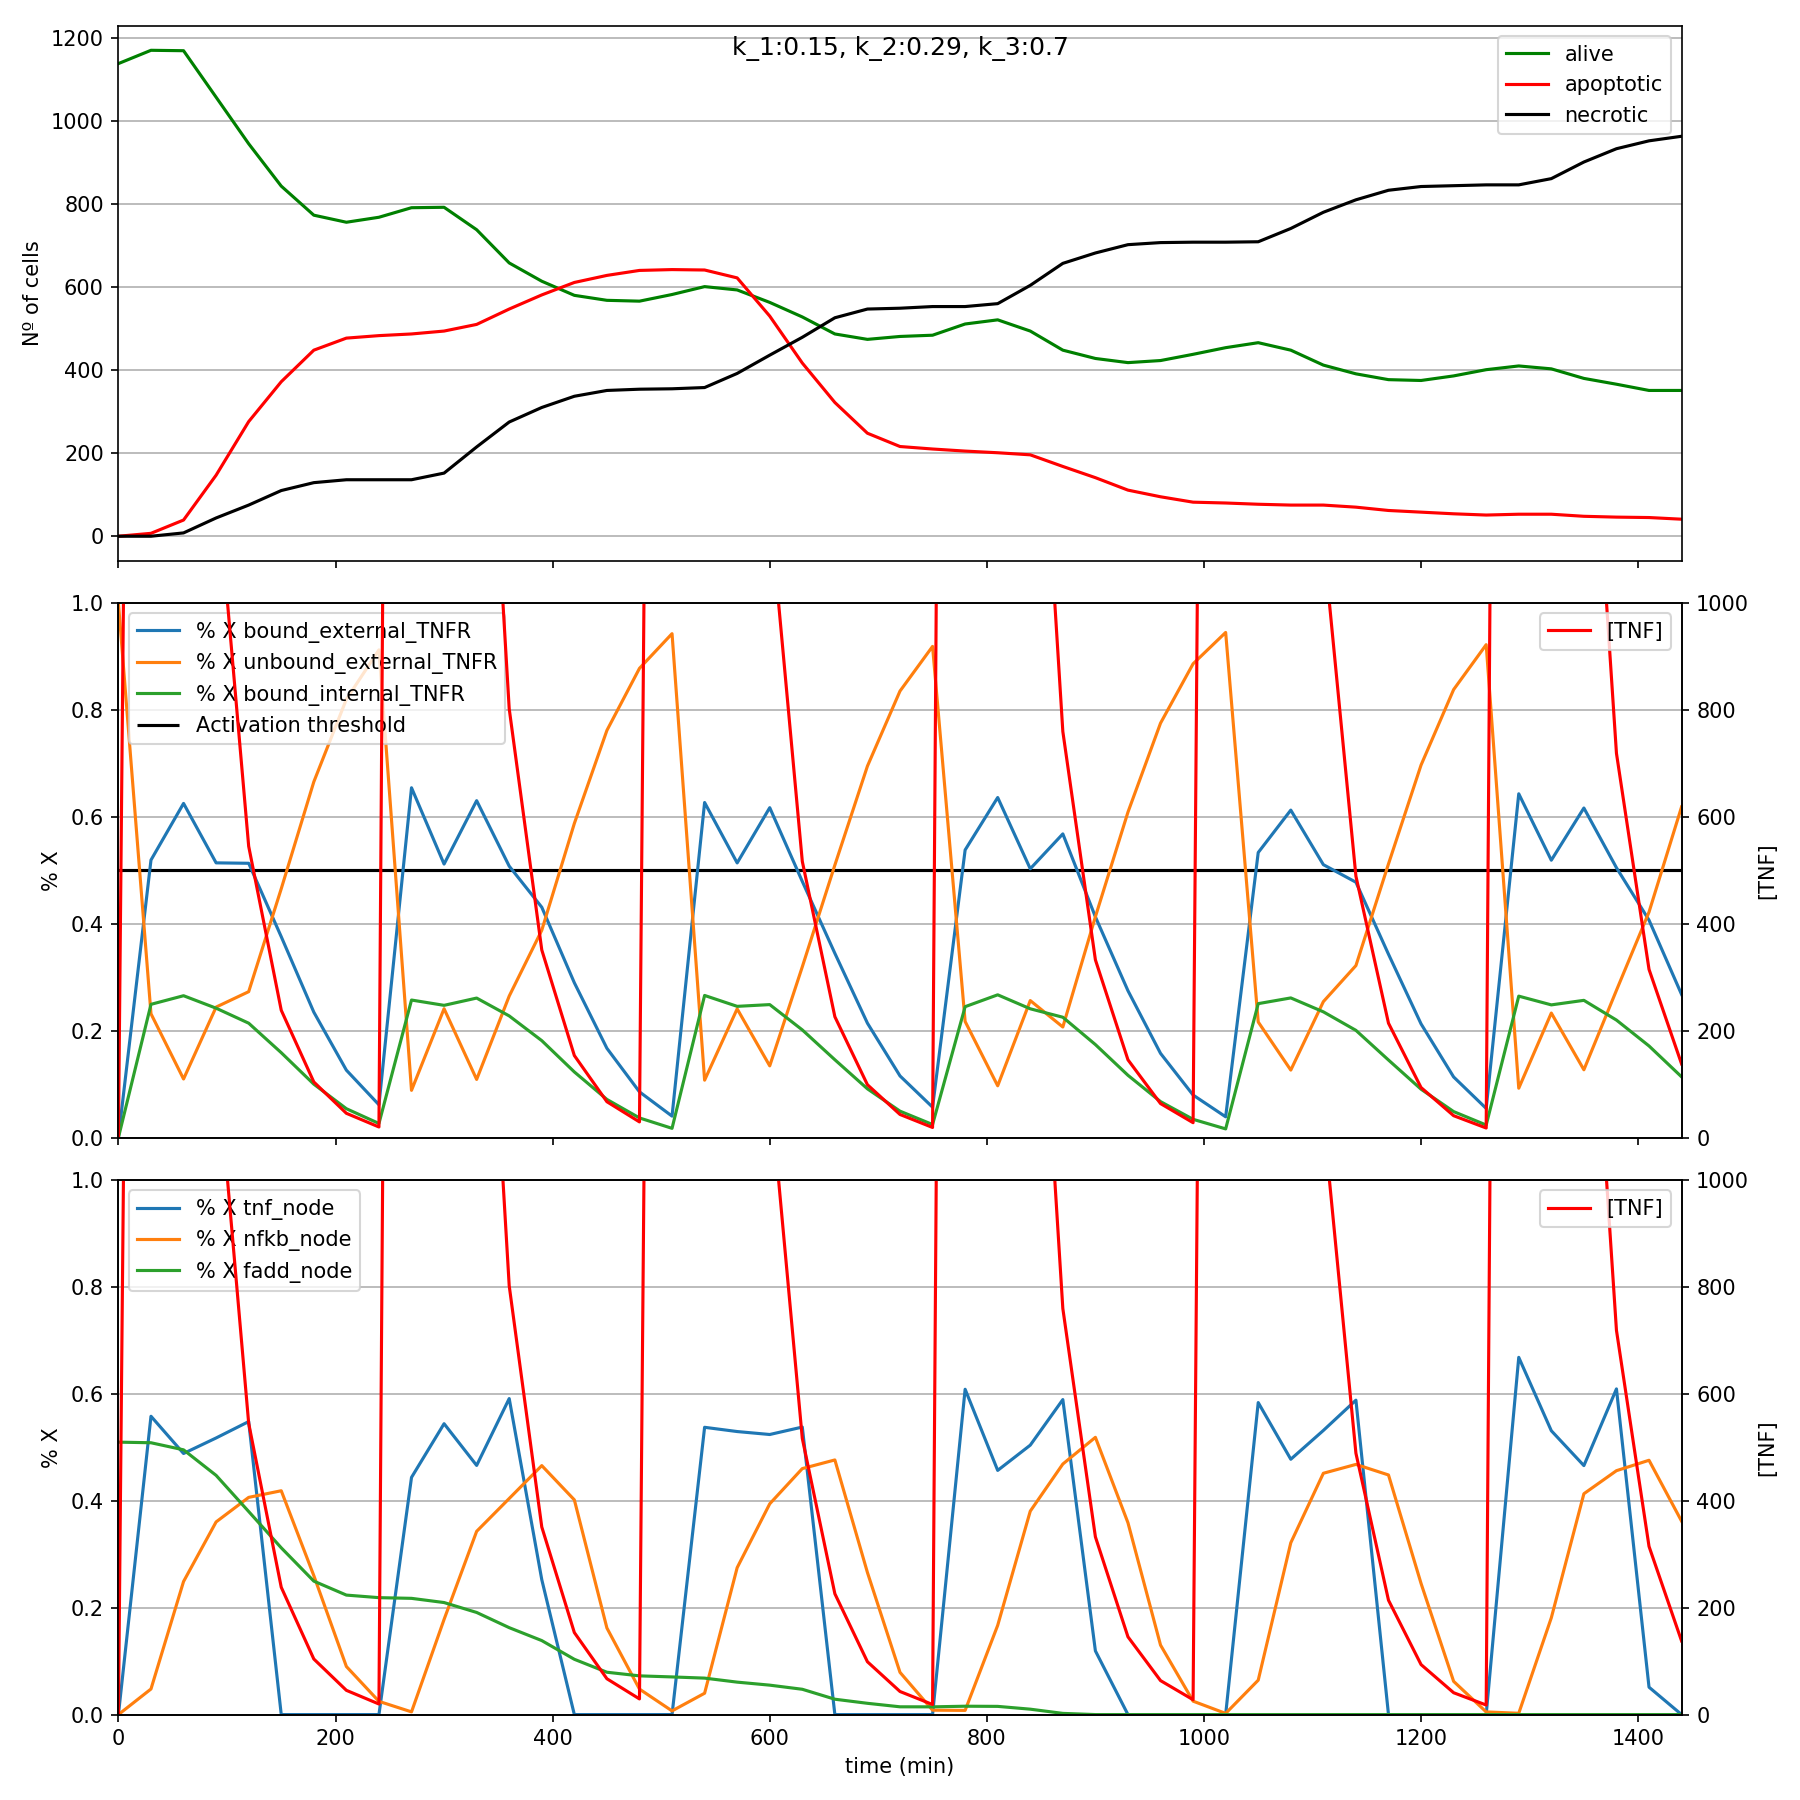 k_1:0.15, k_2:0.29, k_3:0.7
alive
apoptotic
necrotic
1200
1000
800
600
400
200
0
Nº of cells
% X bound_external_TNFR
% X unbound_external_TNFR
% X bound_internal_TNFR
Activation threshold
[TNF]
1.0
0.8
0.6
0.4
0.2
0.0
% X
1000
800
600
400
200
0
[TNF]
% X tnf_node
% X nfkb_node
% X fadd_node
[TNF]
1.0
0.8
0.6
0.4
0.2
0.0
% X
1000
800
600
400
200
0
[TNF]
0 200 400 600 800 1000 1200 1400
time (min)